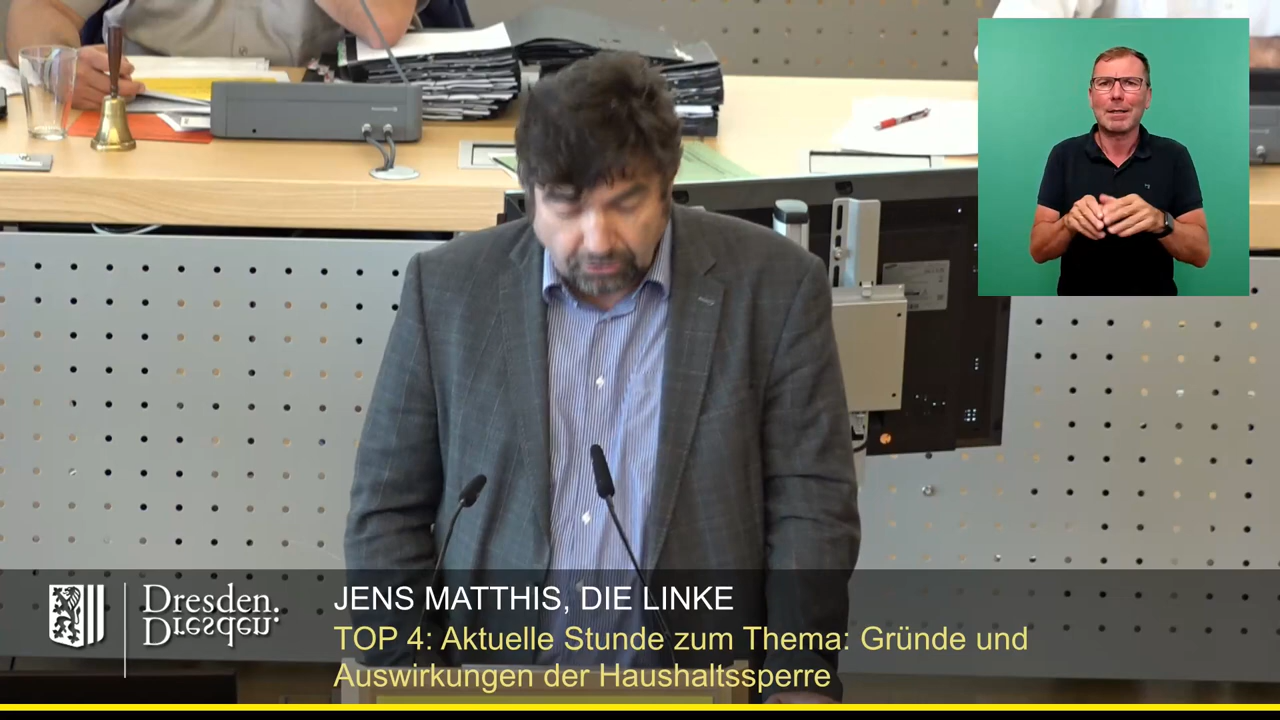 Dresden.
Dresden.
JENS MATTHIS, DIE LINKE
TOP 4: Aktuelle Stunde zum Thema: Gründe und
Auswirkungen der Haushaltssperre